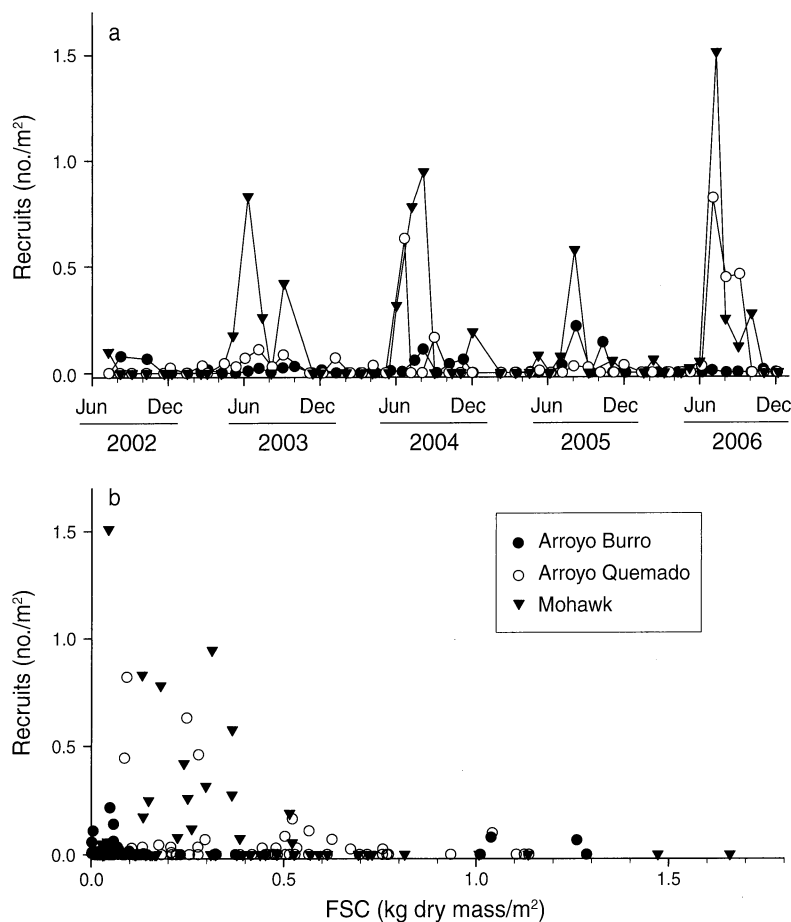 a
Recruits (no./m²)
1.5
1.0
0.5
0.0
Jun Dec Jun Dec Jun Dec Jun Dec Jun Dec
2002 2003 2004 2005 2006
b
Recruits (no./m²)
1.5
1.0
0.5
0.0
Arroyo Burro
Arroyo Quemado
Mohawk
0.0 0.5 1.0 1.5
FSC (kg dry mass/m²)